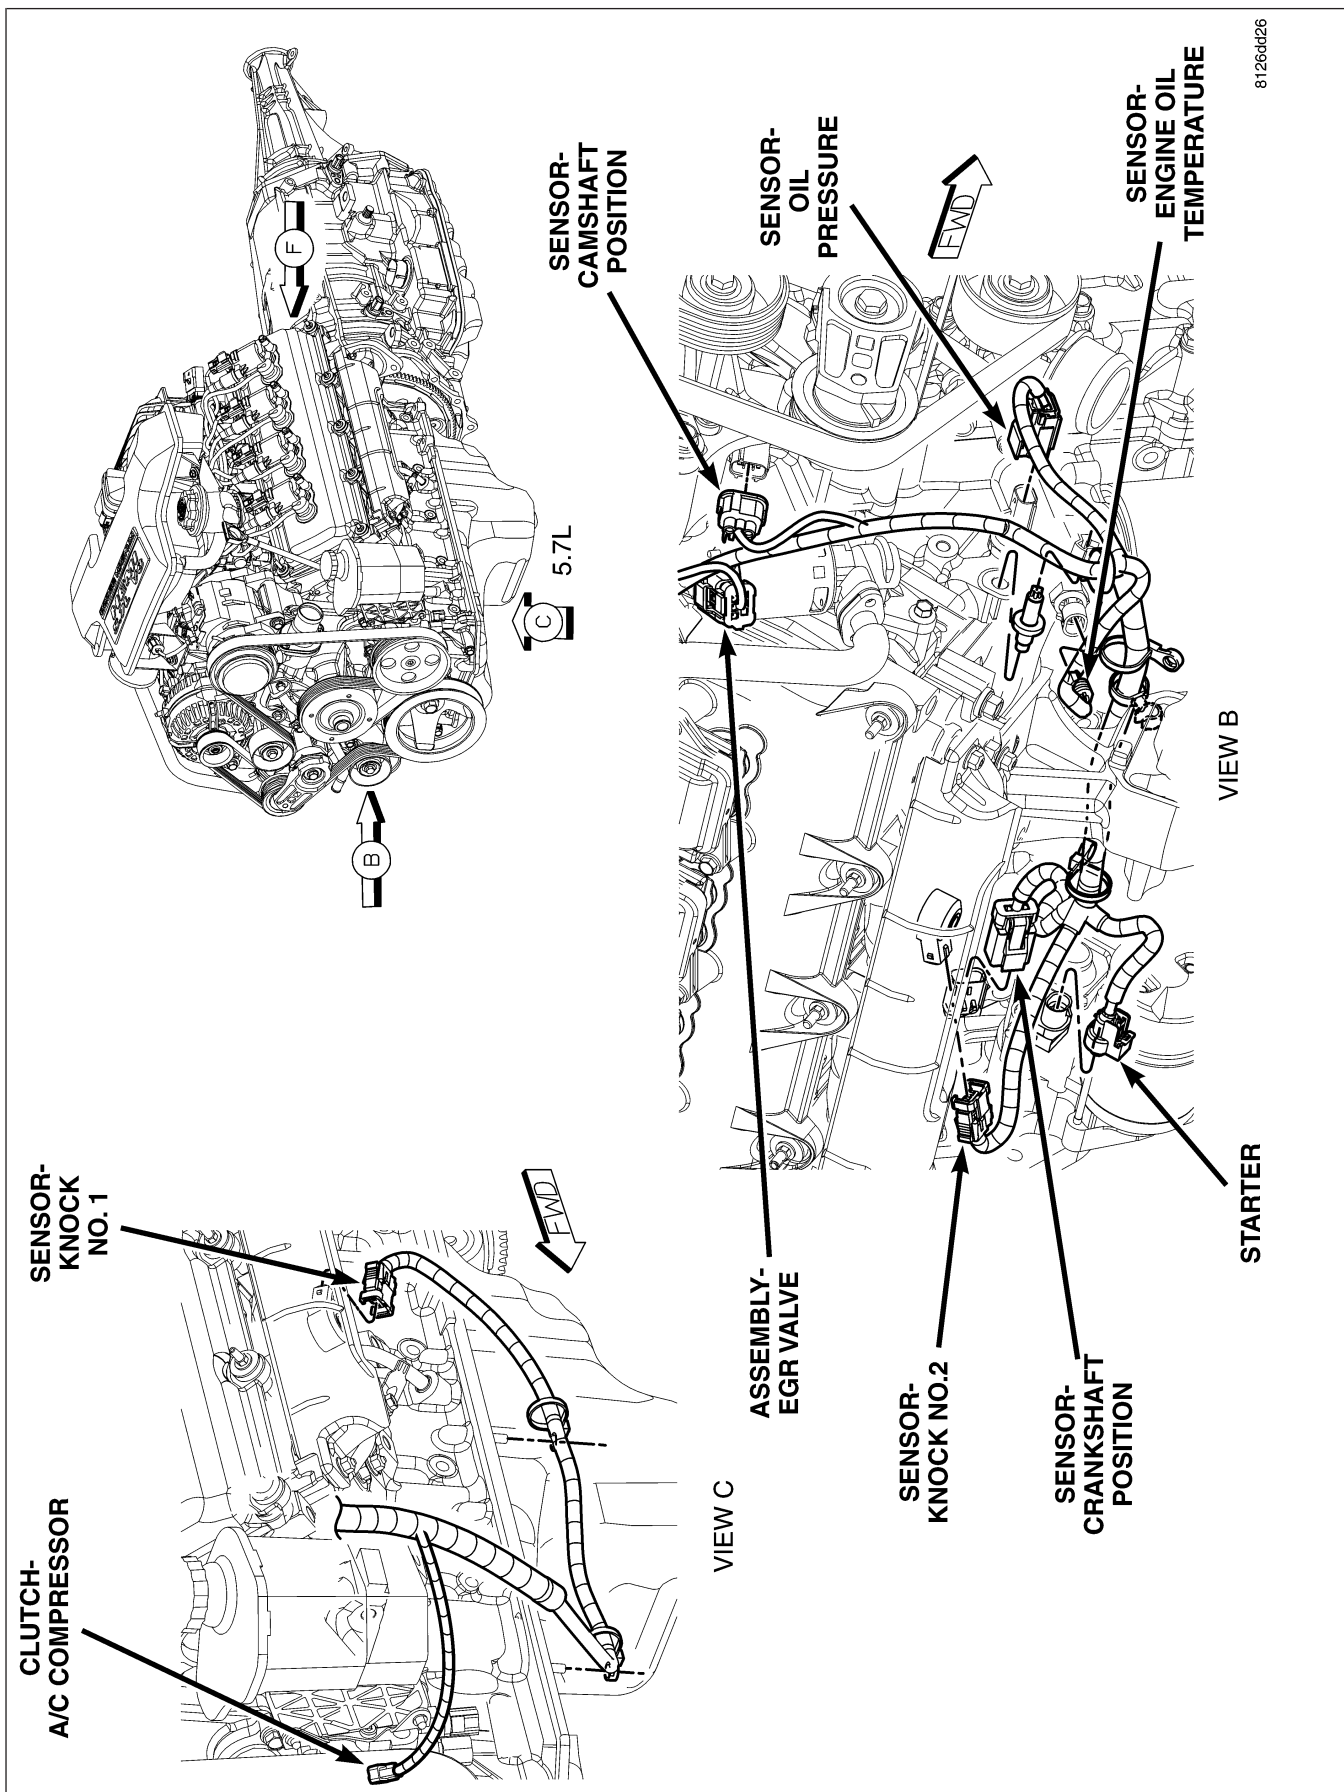 CLUTCH-
A/C COMPRESSOR
SENSOR-
KNOCK
NO. 1
FWD
VIEW C
B
C
5.7L
F
SENSOR-
CAMSHAFT
POSITION
SENSOR-
OIL
PRESSURE
FWD
SENSOR-
ENGINE OIL
TEMPERATURE
ASSEMBLY-
EGR VALVE
SENSOR-
KNOCK NO.2
SENSOR-
CRANKSHAFT
POSITION
STARTER
VIEW B
8126dd26